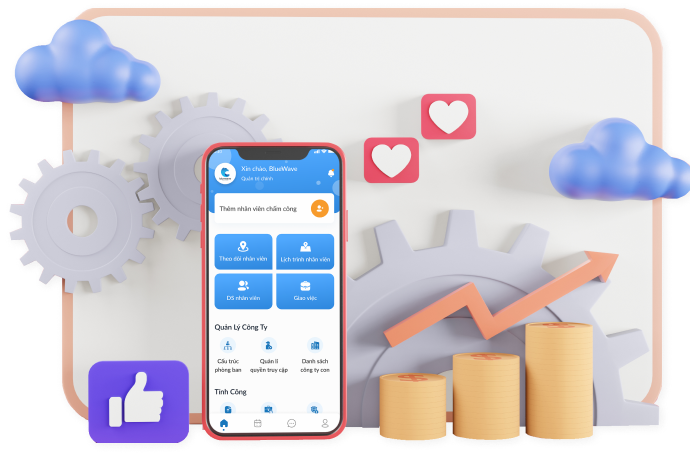 Xin chào, BlueWave
Quản trị chính
Thêm nhân viên chấm công
Theo dõi nhân viên
Lịch trình nhân viên
DS nhân viên
Giao việc
Quản Lý Công Ty
Cấu trúc
phòng ban
Quản lí
quyền truy cập
Danh sách
công ty con
Tính Công